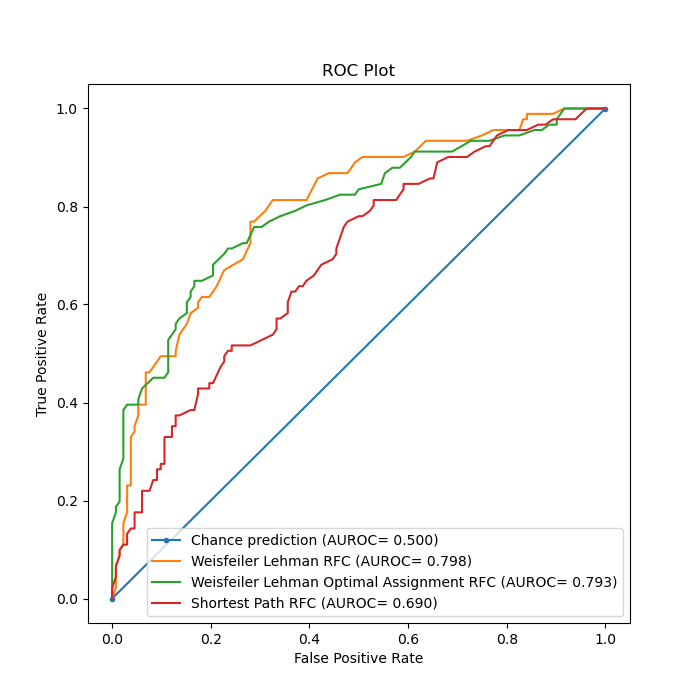 ROC Plot
True Positive Rate
1.0
0.8
0.6
0.4
0.2
0.0
Chance prediction (AUROC= 0.500)
Weisfeiler Lehman RFC (AUROC= 0.798)
Weisfeiler Lehman Optimal Assignment RFC (AUROC= 0.793)
Shortest Path RFC (AUROC= 0.690)
0.0 0.2 0.4 0.6 0.8 1.0
False Positive Rate